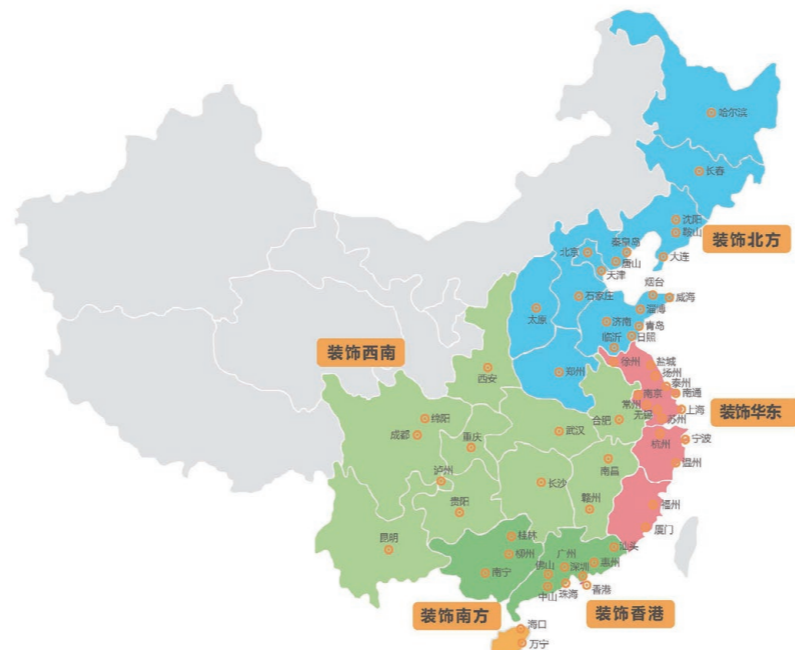 哈尔滨
长春
沈阳
鞍山
装饰北方
秦皇岛
北京
唐山
大连
天津
烟台
石家庄
威海
淄博
太原
济南
青岛
日照
临沂
装饰西南
徐州
盐城
西安
郑州
扬州
泰州
南京
南通
常州
上海
装饰华东
无锡
苏州
绵阳
合肥
成都
重庆
武汉
杭州
宁波
南昌
温州
泸州
长沙
贵阳
赣州
福州
厦门
昆明
桂林
汕头
柳州
广州
惠州
佛山
深圳
南宁
中山
珠海
香港
装饰南方
装饰香港
海口
万宁